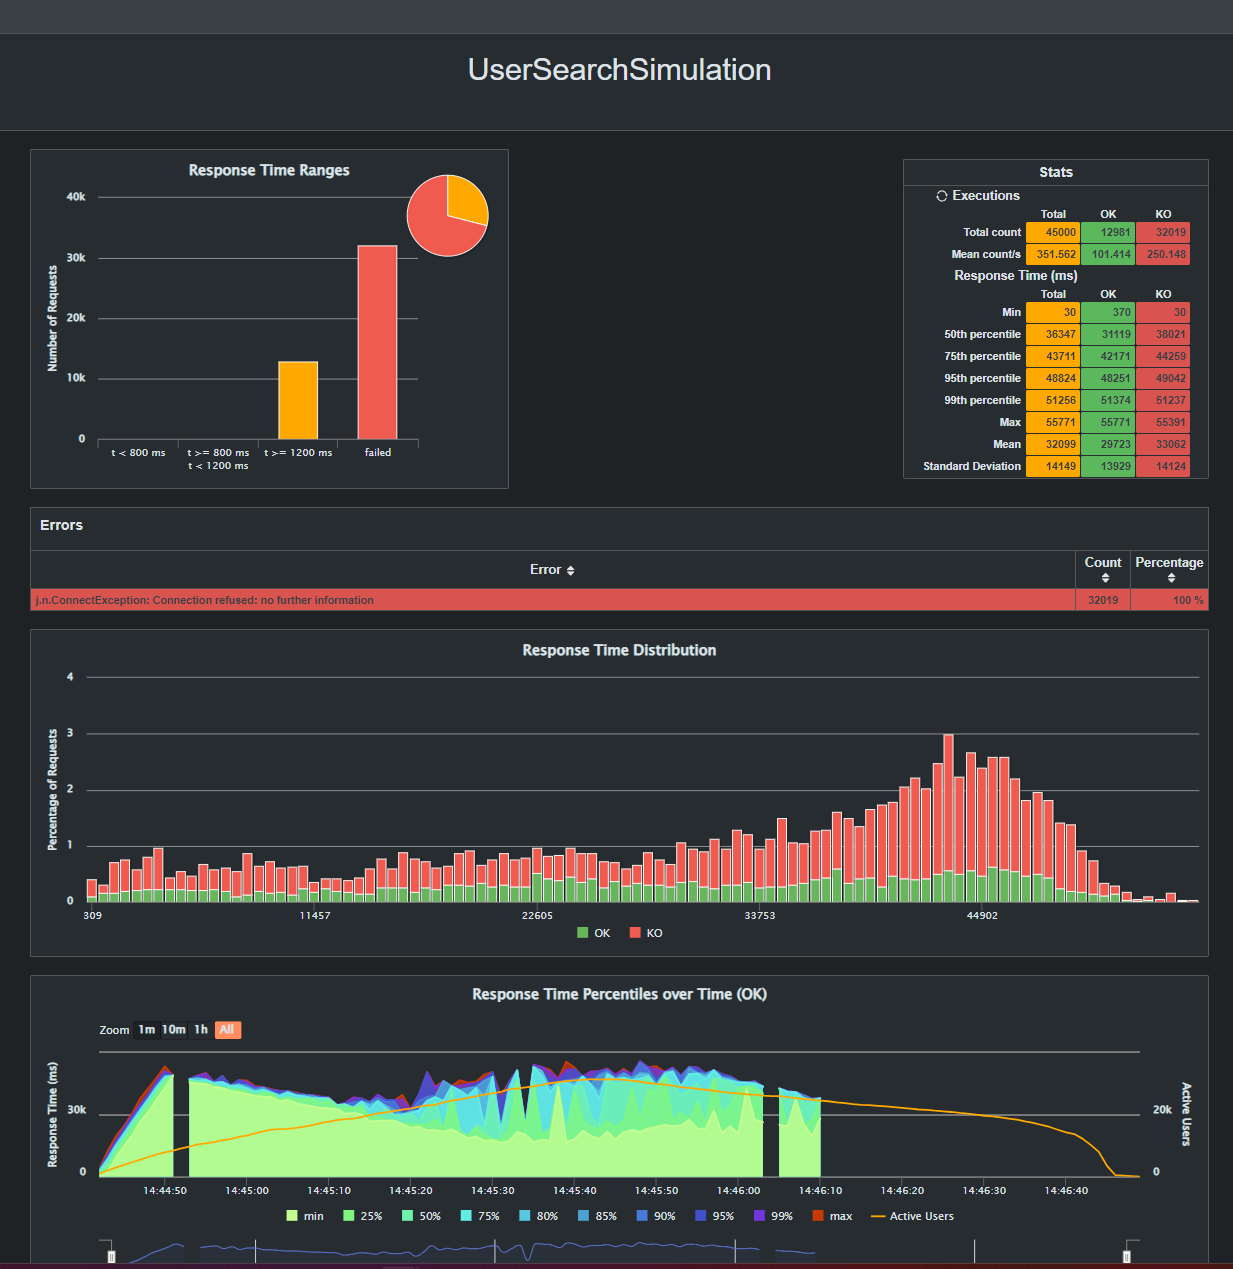 UserSearchSimulation
Response Time Ranges
40k
30k
20k
10k
0
Number of Requests
t < 800 ms
t >= 800 ms
t < 1200 ms
t >= 1200 ms
failed
Stats
Executions
Total OK KO
Total count 45000 12981 32019
Mean count/s 351.562 101.414 250.148
Response Time (ms)
Total OK KO
Min 30 370 30
50th percentile 36347 31119 38021
75th percentile 43711 42171 44259
95th percentile 48824 48251 49042
99th percentile 51256 51374 51237
Max 55771 55771 55391
Mean 32099 29723 33062
Standard Deviation 14149 13929 14124
Errors
Error Count Percentage
j.n.ConnectException: Connection refused: no further information 32019 100 %
Response Time Distribution
4
3
2
1
0
Percentage of Requests
309 11457 22605 33753 44902
OK KO
Response Time Percentiles over Time (OK)
Zoom 1m 10m 1h All
Response Time (ms)
30k
0
Active Users
20k
0
14:44:50 14:45:00 14:45:10 14:45:20 14:45:30 14:45:40 14:45:50 14:46:00 14:46:10 14:46:20 14:46:30 14:46:40
min 25% 50% 75% 80% 85% 90% 95% 99% max Active Users